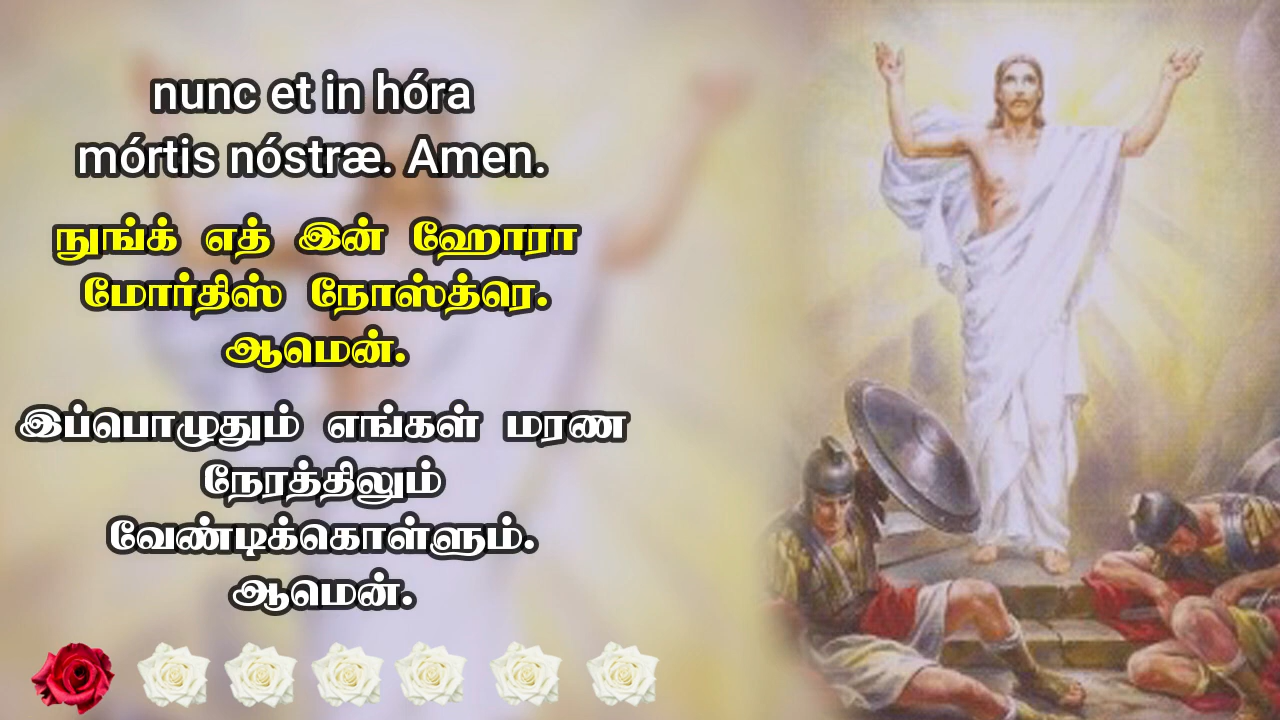 nunc et in hóra
mórtis nóstræ. Amen.
நுங்க் எத் இன் ஹோரா
மோர்திஸ் நோஸ்த்ரெ.
ஆமென்.
இப்பொழுதும் எங்கள் மரண
நேரத்திலும்
வேண்டிக்கொள்ளும்.
ஆமென்.